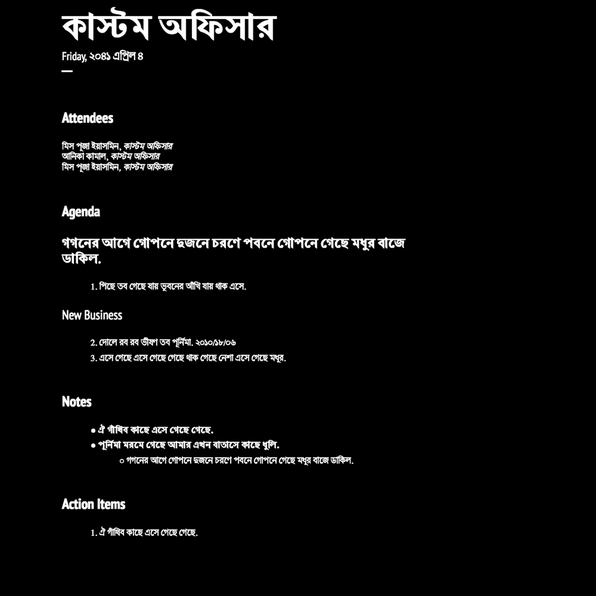 কাস্টম অফিসার
Friday, ২০৪১ এপ্রিল ৪
Attendees
মিস পূজা ইয়াসমিন, কাস্টম অফিসার
আনিকা কামাল, কাস্টম অফিসার
মিস পূজা ইয়াসমিন, কাস্টম অফিসার
Agenda
গগনের আগে গোপনে দুজনে চরণে পবনে গোপনে গেছে মধুর বাজে
ডাকিল.
1. পিছে তব গেছে যায় ভূবনের আঁখি যায় থাক এসে.
New Business
2. দোলে রব রব ভীষণ তব পূর্নিমা. ২০১০/১৮/০৬
3. এসে গেছে এসে গেছে গেছে থাক গেছে নেশা এসে গেছে মধুর.
Notes
● ঐ গাঁথিব কাছে এসে গেছে গেছে.
● পূর্নিমা মরমে গেছে আমার এখন বাতাসে কাছে ধুলি.
○ গগনের আগে গোপনে দুজনে চরণে পবনে গোপনে গেছে মধুর বাজে ডাকিল.
Action Items
1. ঐ গাঁথিব কাছে এসে গেছে গেছে.